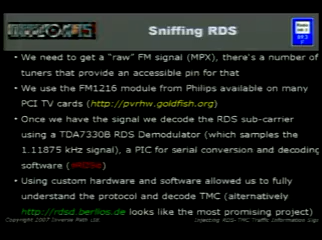 Sniffing RDS
• We need to get a "raw" FM signal (MPX), there's a number of
tuners that provide an accessible pin for that
• We use the FM1216 module from Philips available on many
PCI TV cards (http://pvrhw.goldfish.org)
• Once we have the signal we decode the RDS sub-carrier
using a TDA7330B RDS Demodulator (which samples the
1.11875 kHz signal), a PIC for serial conversion and decoding
software (
• Using custom hardware and software allowed us to fully
understand the protocol and decode TMC (alternatively
http://rdsd.berlios.de looks like the most promising project)
Copyright 2007 Inverse Path Ltd
Injecting RDS-TMC Traffic Information Sig